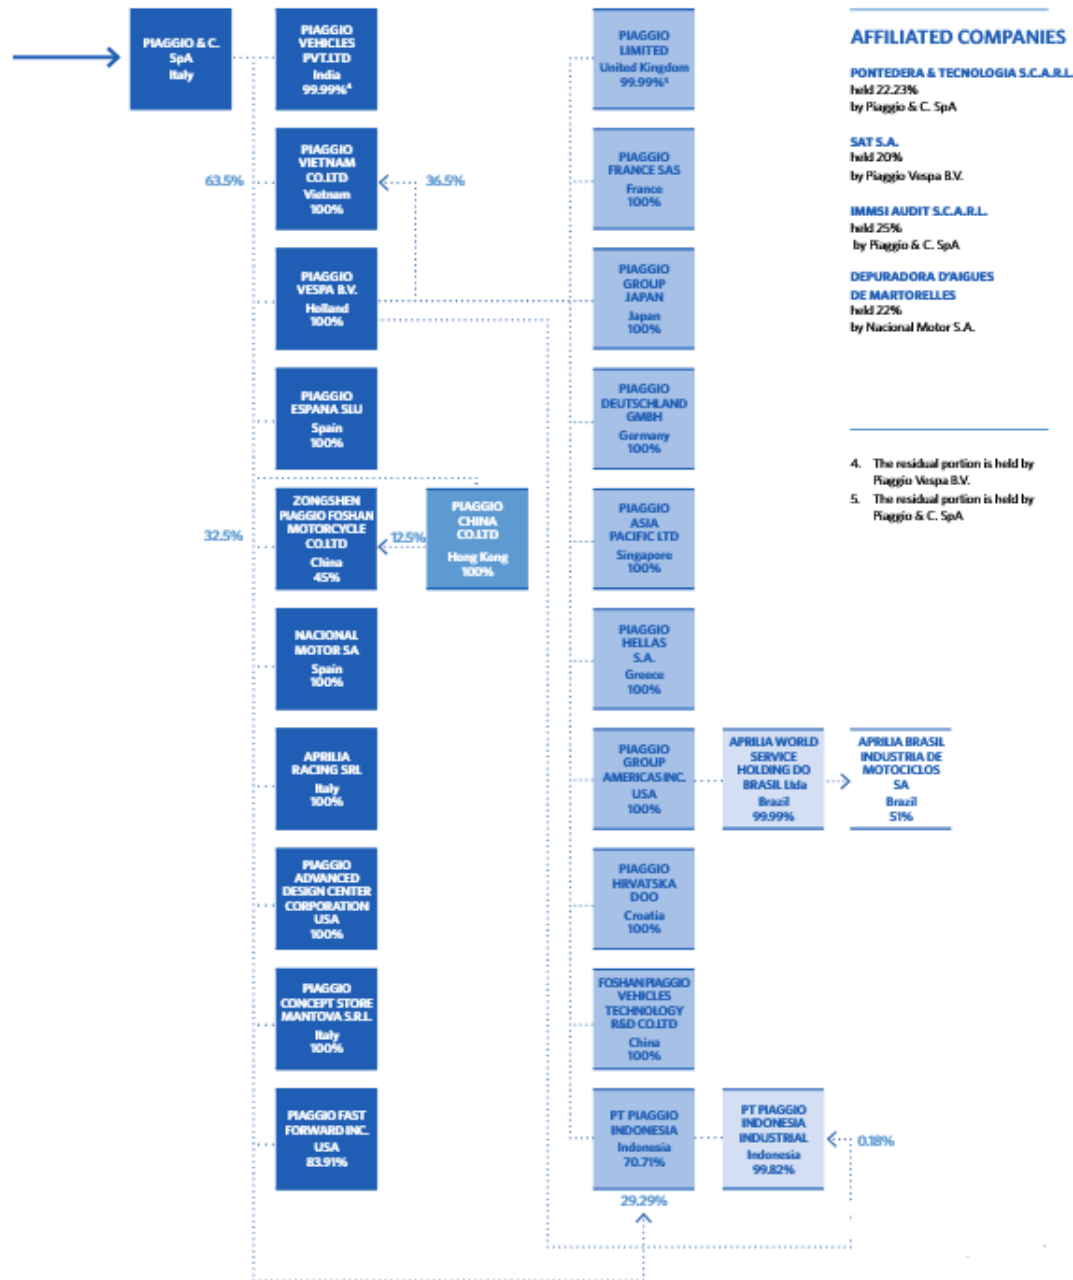 PIAGGIO & C.
SpA
Italy
PIAGGIO
VEHICLES
PVT.LTD
India
99.99%⁴
63.5%
PIAGGIO
VIETNAM
CO.LTD
Vietnam
100%
36.5%
PIAGGIO
VESPA B.V.
Holland
100%
PIAGGIO
ESPANA SLU
Spain
100%
32.5%
ZONGSHEN
PIAGGIO FOSHAN
MOTORCYCLE
CO.LTD
China
45%
12.5%
PIAGGIO
CHINA
CO.LTD
Hong Kong
100%
NACIONAL
MOTOR SA
Spain
100%
APRILIA
RACING SRL
Italy
100%
PIAGGIO
ADVANCED
DESIGN CENTER
CORPORATION
USA
100%
PIAGGIO
CONCEPT STORE
MANTOVA S.R.L.
Italy
100%
PIAGGIO FAST
FORWARD INC.
USA
83.91%
PIAGGIO
LIMITED
United Kingdom
99.99%⁵
PIAGGIO
FRANCE SAS
France
100%
PIAGGIO
GROUP
JAPAN
Japan
100%
PIAGGIO
DEUTSCHLAND
GMBH
Germany
100%
PIAGGIO
ASIA
PACIFIC LTD
Singapore
100%
PIAGGIO
HELLAS
S.A.
Greece
100%
PIAGGIO
GROUP
AMERICAS INC.
USA
100%
APRILIA WORLD
SERVICE
HOLDING DO
BRASIL Ltda
Brazil
99.99%
APRILIA BRASIL
INDUSTRIA DE
MOTOCICLOS
SA
Brazil
51%
PIAGGIO
HRVATSKA
DOO
Croatia
100%
FOSHAN PIAGGIO
VEHICLES
TECHNOLOGY
R&D CO.LTD
China
100%
PT PIAGGIO
INDONESIA
Indonesia
70.71%
29.29%
PT PIAGGIO
INDONESIA
INDUSTRIAL
Indonesia
99.82%
0.18%
AFFILIATED COMPANIES
PONTEDERA & TECNOLOGIA S.C.A.R.L.
held 22.23%
by Piaggio & C. SpA
SAT S.A.
held 20%
by Piaggio Vespa B.V.
IMMSI AUDIT S.C.A.R.L.
held 25%
by Piaggio & C. SpA
DEPURADORA D'AIGUES
DE MARTORELLES
held 22%
by Nacional Motor S.A.
4. The residual portion is held by
Piaggio Vespa B.V.
5. The residual portion is held by
Piaggio & C. SpA